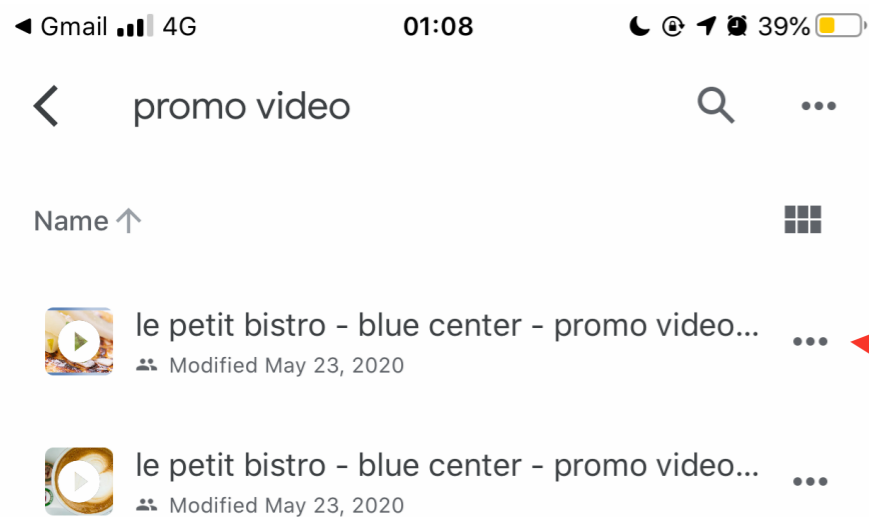 Gmail 4G 01:08 39%
promo video
Name
le petit bistro - blue center - promo video...
Modified May 23, 2020
le petit bistro - blue center - promo video...
Modified May 23, 2020